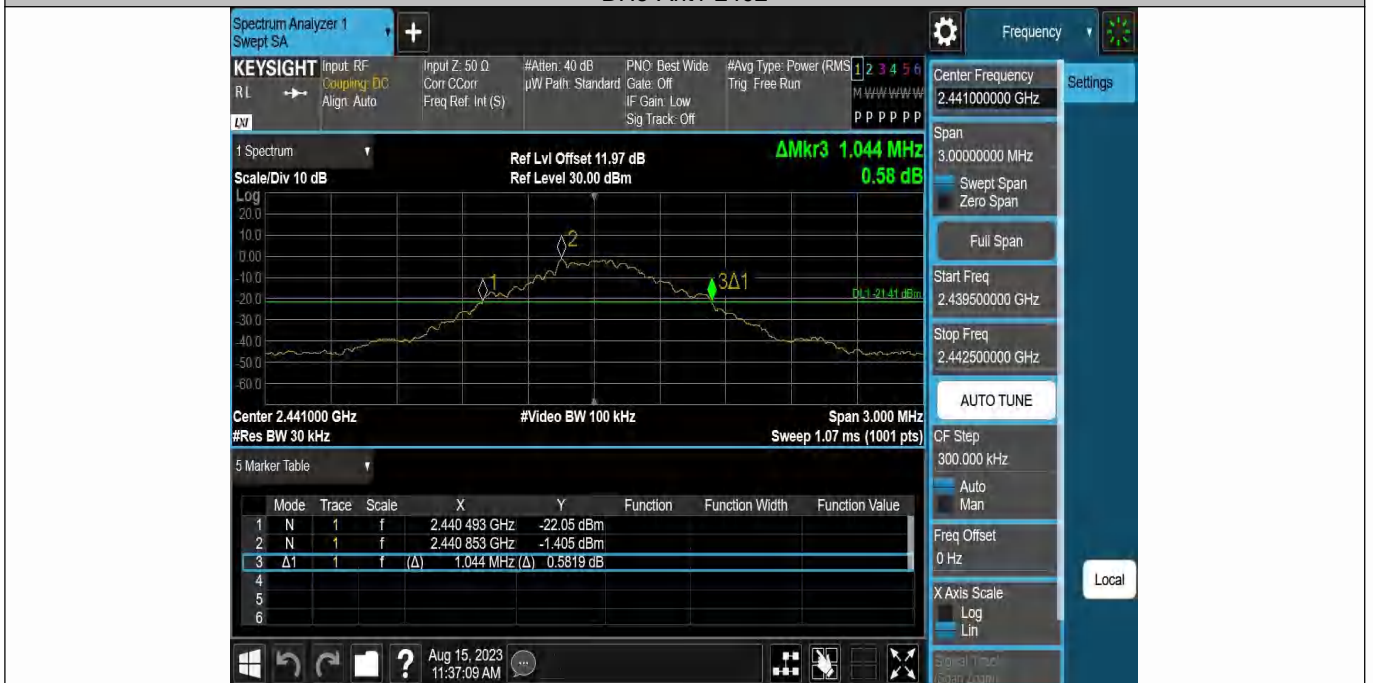 Spectrum Analyzer 1
Swept SA
+
Frequency
KEYSIGHT
RL
LXI
Input: RF
Coupling: DC
Align: Auto
Input Z: 50 Ω
Corr CCorr
Freq Ref: Int (S)
#Atten: 40 dB
µW Path: Standard
PNO: Best Wide
Gate: Off
IF Gain: Low
Sig Track: Off
#Avg Type: Power (RMS
Trig: Free Run
1 2 3 4 5 6
M W W W W W
P P P P P P
Center Frequency
2.441000000 GHz
Settings
Span
3.00000000 MHz
Swept Span
Zero Span
Full Span
Start Freq
2.439500000 GHz
Stop Freq
2.442500000 GHz
AUTO TUNE
CF Step
300.000 kHz
Auto
Man
Freq Offset
0 Hz
X Axis Scale
Log
Lin
Local
1 Spectrum
Scale/Div 10 dB
Ref Lvl Offset 11.97 dB
Ref Level 30.00 dBm
ΔMkr3 1.044 MHz
0.58 dB
Log
20.0
10.0
0.00
-10.0
-20.0
-30.0
-40.0
-50.0
-60.0
1
2
3Δ1
DL1 -21.41 dBm
Center 2.441000 GHz
#Res BW 30 kHz
#Video BW 100 kHz
Span 3.000 MHz
Sweep 1.07 ms (1001 pts)
5 Marker Table
Mode Trace Scale X Y Function Function Width Function Value
1 N 1 f 2.440 493 GHz -22.05 dBm
2 N 1 f 2.440 853 GHz -1.405 dBm
3 Δ1 1 f (Δ) 1.044 MHz (Δ) 0.5819 dB
4
5
6
?
Aug 15, 2023
11:37:09 AM